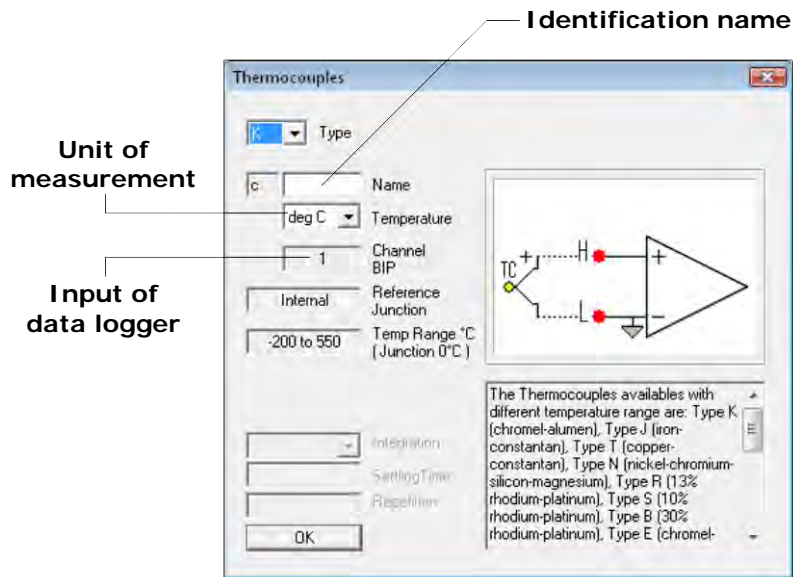 Identification name
Thermocouples
K Type
Unit of
measurement
c Name
deg C Temperature
1 Channel
BIP
Input of
data logger
Internal Reference
Junction
-200 to 550 Temp Range °C
( Junction 0°C )
TC + H +
- L -
Integration
Settling Time
Repetition
OK
The Thermocouples availables with
different temperature range are: Type K
(chromel-alumen), Type J (iron-
constantan), Type T (copper-
constantan), Type N (nickel-chromium-
silicon-magnesium), Type R (13%
rhodium-platinum), Type S (10%
rhodium-platinum), Type B (30%
rhodium-platinum), Type E (chromel-